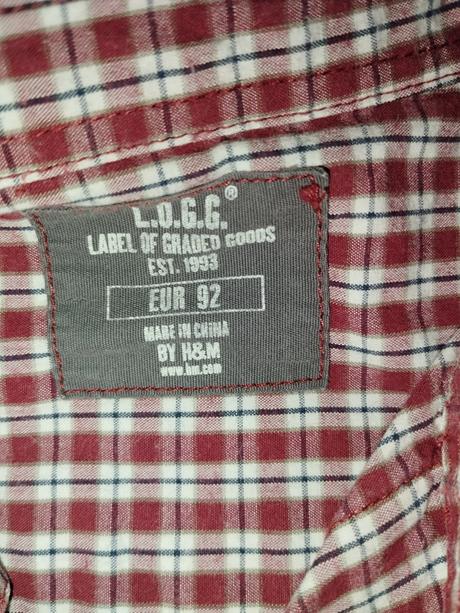 L.O.G.G.®
LABEL OF GRADED GOODS
EST. 1993
EUR 92
MADE IN CHINA
BY H&M
www.hm.com